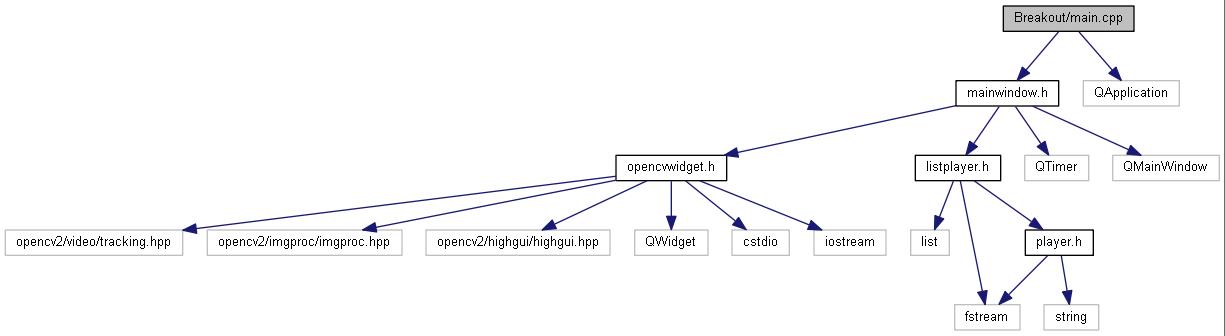 Breakout/main.cpp
mainwindow.h
QApplication
opencvwidget.h
listplayer.h
QTimer
QMainWindow
opencv2/video/tracking.hpp
opencv2/imgproc/imgproc.hpp
opencv2/highgui/highgui.hpp
QWidget
cstdio
iostream
list
player.h
fstream
string